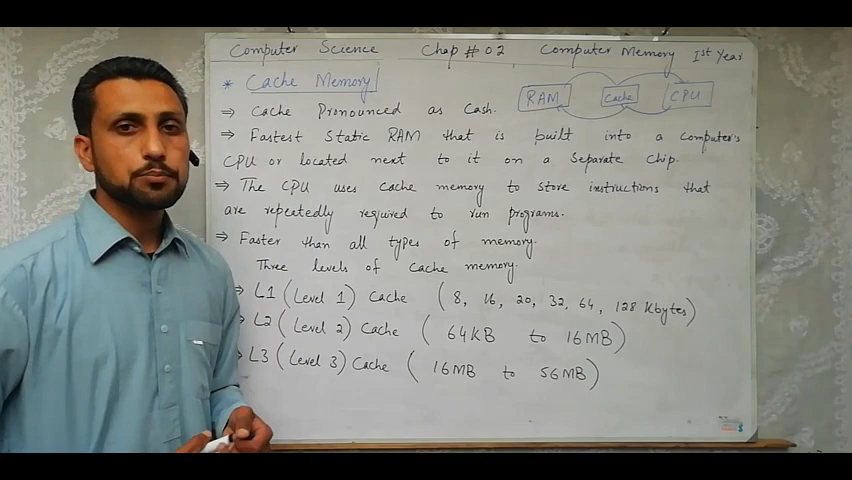 Computer Science Chap # 02 Computer Memory Ist Year
* Cache Memory
RAM Cache CPU
⇒ Cache Pronounced as Cash.
⇒ Fastest Static RAM that is built into a computer's
CPU or located next to it on a separate chip.
⇒ The CPU uses cache memory to store instructions that
are repeatedly required to run programs.
⇒ Faster than all types of memory.
Three levels of cache memory.
⇒ L1 (Level 1) Cache (8, 16, 20, 32, 64, 128 Kbytes)
⇒ L2 (Level 2) Cache (64KB to 16MB)
⇒ L3 (Level 3) Cache (16MB to 56MB)